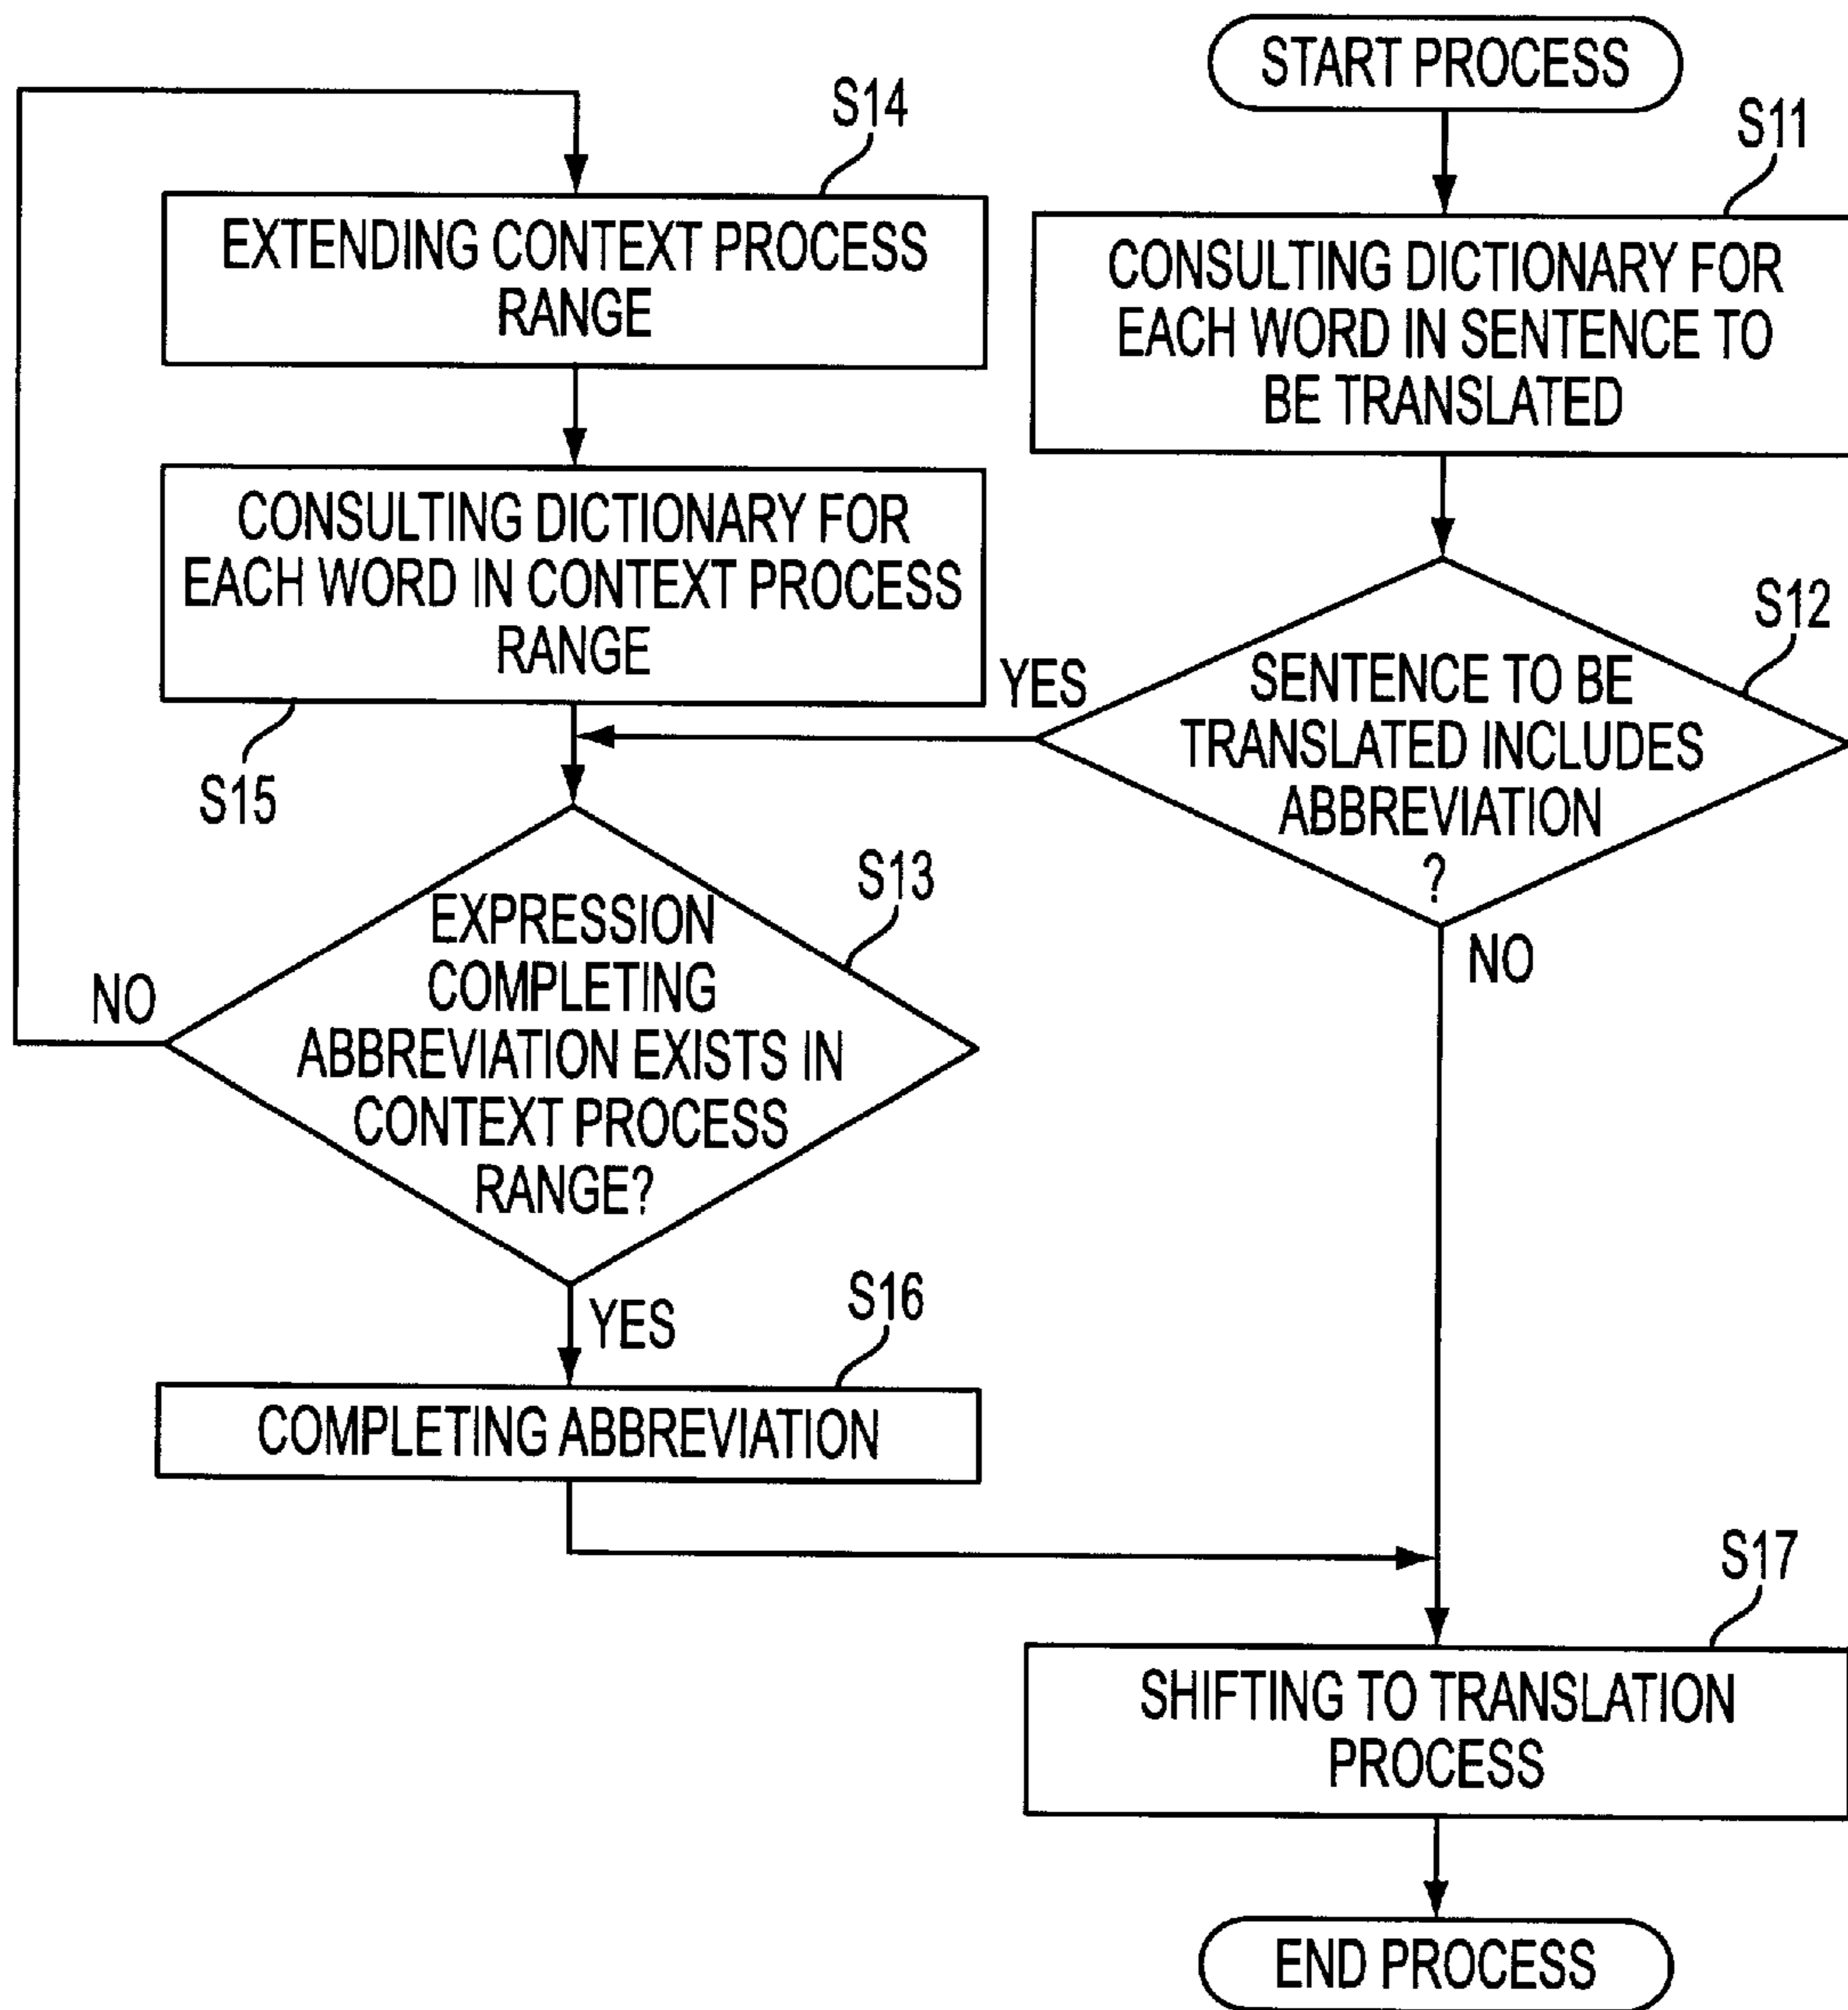 START PROCESS
S11
CONSULTING DICTIONARY FOR
EACH WORD IN SENTENCE TO
BE TRANSLATED
S12
SENTENCE TO BE
TRANSLATED INCLUDES
ABBREVIATION
?
YES
NO
S14
EXTENDING CONTEXT PROCESS
RANGE
CONSULTING DICTIONARY FOR
EACH WORD IN CONTEXT PROCESS
RANGE
S15
S13
EXPRESSION
COMPLETING
ABBREVIATION EXISTS IN
CONTEXT PROCESS
RANGE?
NO
YES
S16
COMPLETING ABBREVIATION
S17
SHIFTING TO TRANSLATION
PROCESS
END PROCESS